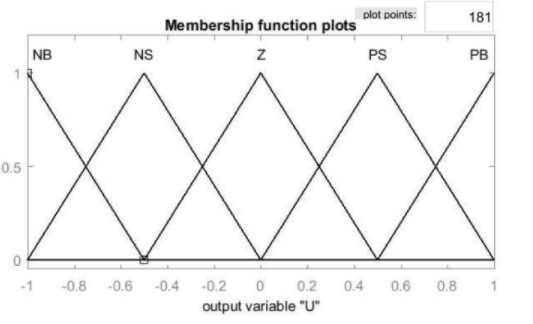 plot points: 181
Membership function plots
NB NS Z PS PB
1
0.5
0
-1 -0.8 -0.6 -0.4 -0.2 0 0.2 0.4 0.6 0.8 1
output variable "U"